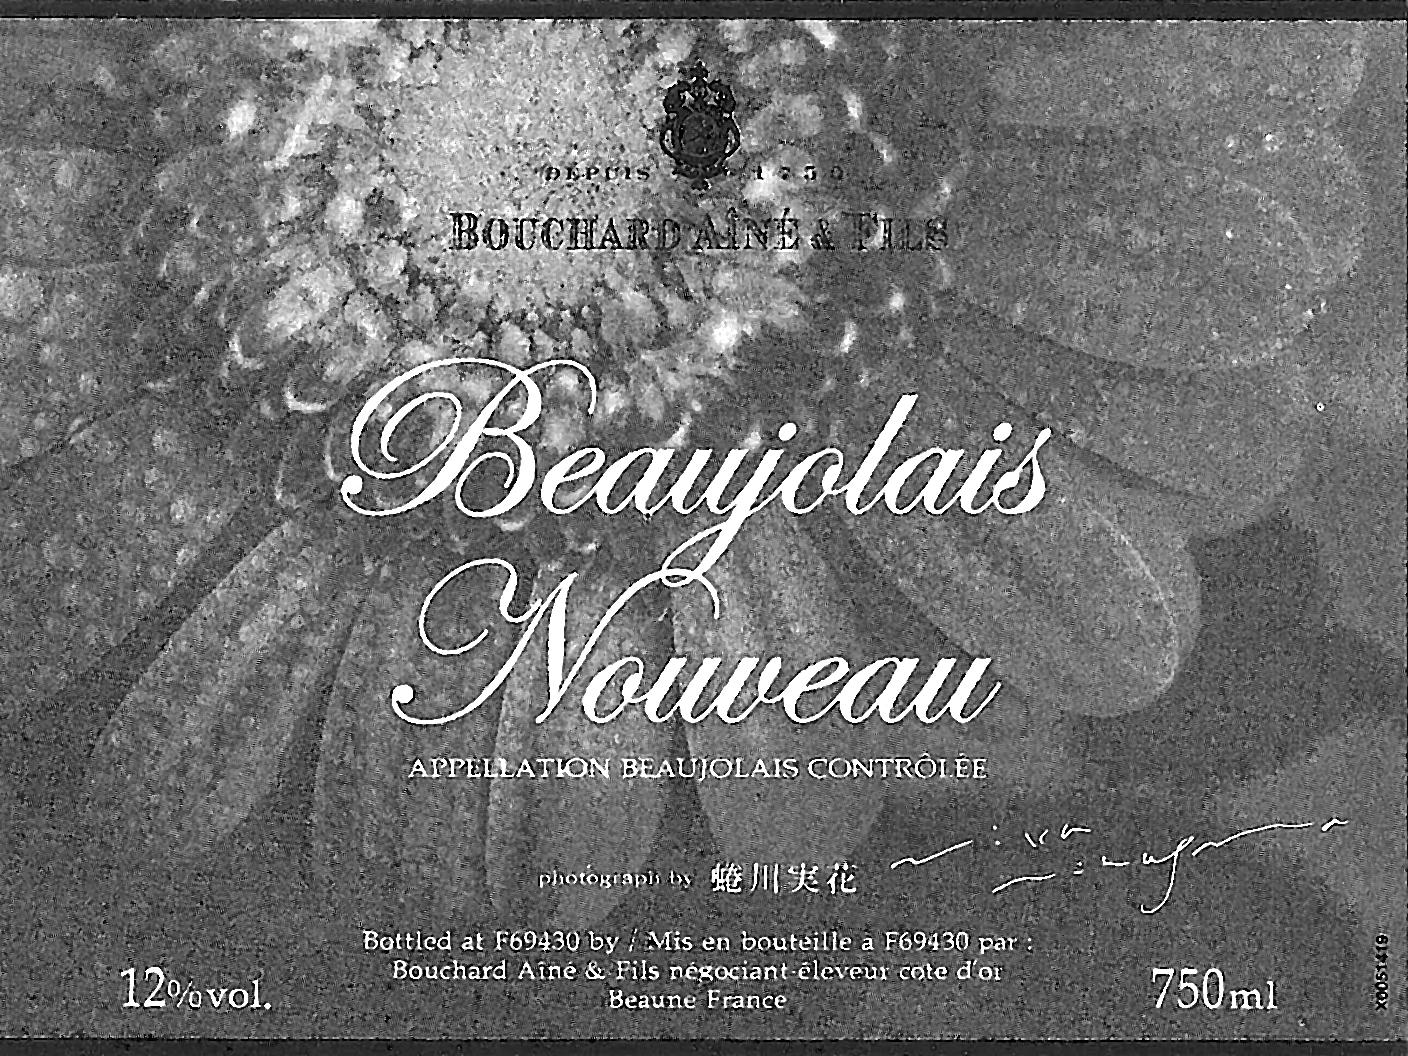 DEPUIS 1750
BOUCHARD AÎNÉ & FILS
Beaujolais
Nouveau
APPELLATION BEAUJOLAIS CONTRÔLÉE
photograph by 蜷川実花
Bottled at F69430 by / Mis en bouteille à F69430 par :
Bouchard Aîné & Fils négociant-éleveur cote d'or
Beaune France
12%vol.
750ml